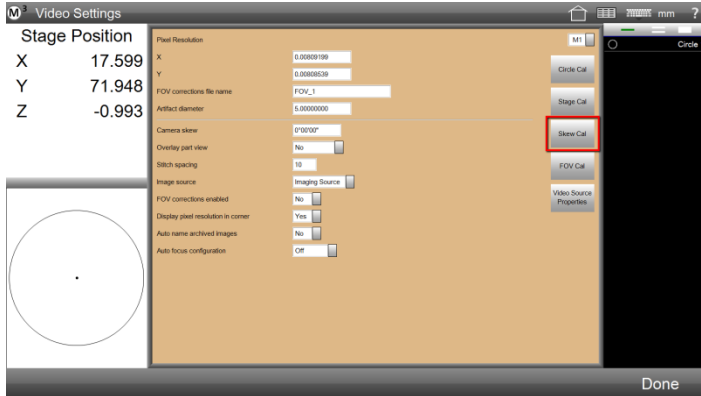 M³ Video Settings
mm ?
Stage Position
X 17.599
Y 71.948
Z -0.993
Pixel Resolution
M1
X 0.00809199
Y 0.00808539
FOV corrections file name FOV_1
Artifact diameter 5.00000000
Camera skew 0°00'00"
Overlay part view No
Stitch spacing 10
Image source Imaging Source
FOV corrections enabled No
Display pixel resolution in corner Yes
Auto name archived images No
Auto focus configuration Off
Circle Cal
Stage Cal
Skew Cal
FOV Cal
Video Source
Properties
Circle
Done